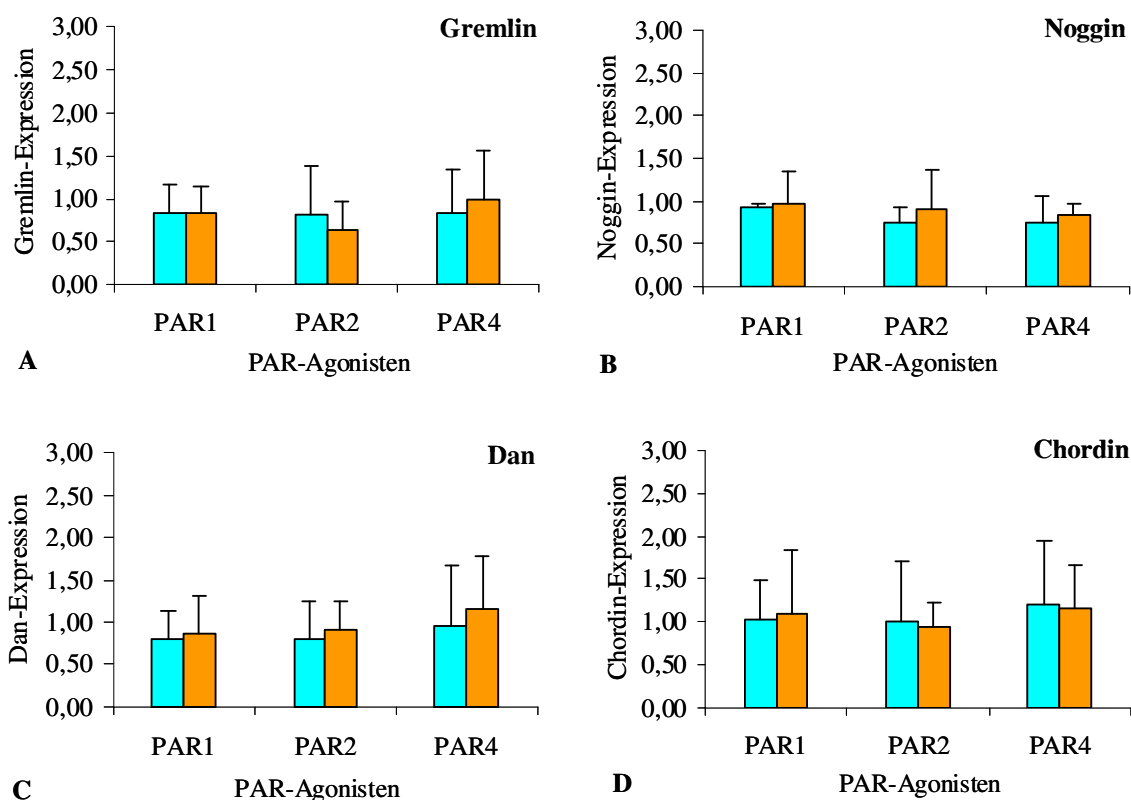 Gremlin
Gremlin-Expression
3,00
2,50
2,00
1,50
1,00
0,50
0,00
PAR1 PAR2 PAR4
PAR-Agonisten
A
Noggin
Noggin-Expression
3,00
2,50
2,00
1,50
1,00
0,50
0,00
PAR1 PAR2 PAR4
PAR-Agonisten
B
Dan
Dan-Expression
3,00
2,50
2,00
1,50
1,00
0,50
0,00
PAR1 PAR2 PAR4
PAR-Agonisten
C
Chordin
Chordin-Expression
3,00
2,50
2,00
1,50
1,00
0,50
0,00
PAR1 PAR2 PAR4
PAR-Agonisten
D